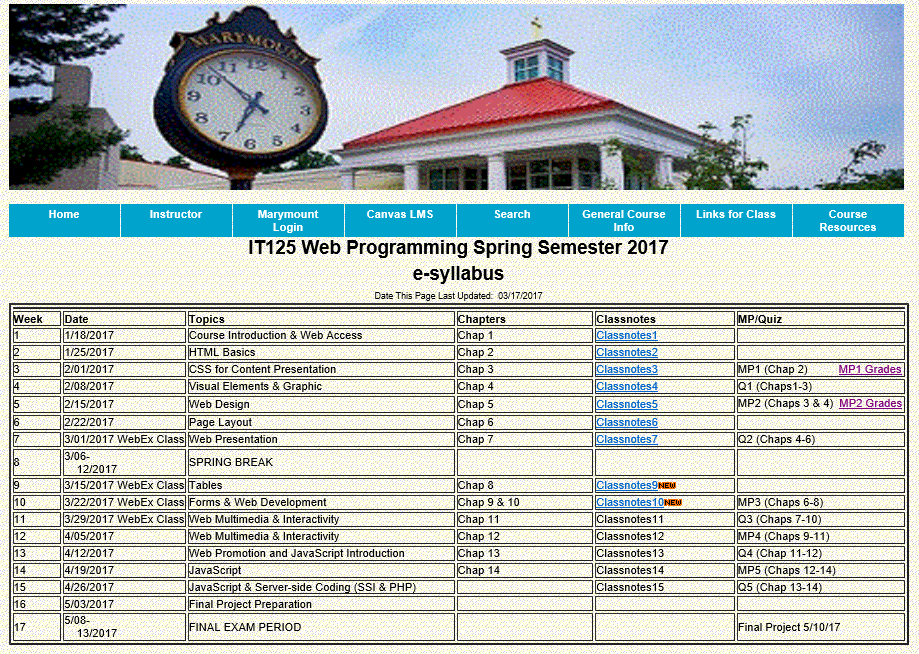 MARYMOUNT
12
11 1
10 2
9 3
8 4
7 5
6
Home Instructor Marymount Login Canvas LMS Search General Course Info Links for Class Course Resources
IT125 Web Programming Spring Semester 2017
e-syllabus
Date This Page Last Updated: 03/17/2017
Week Date Topics Chapters Classnotes MP/Quiz
1 1/18/2017 Course Introduction & Web Access Chap 1 Classnotes1
2 1/25/2017 HTML Basics Chap 2 Classnotes2
3 2/01/2017 CSS for Content Presentation Chap 3 Classnotes3 MP1 (Chap 2) MP1 Grades
4 2/08/2017 Visual Elements & Graphic Chap 4 Classnotes4 Q1 (Chaps1-3)
5 2/15/2017 Web Design Chap 5 Classnotes5 MP2 (Chaps 3 & 4) MP2 Grades
6 2/22/2017 Page Layout Chap 6 Classnotes6
7 3/01/2017 WebEx Class Web Presentation Chap 7 Classnotes7 Q2 (Chaps 4-6)
8 3/06-12/2017 SPRING BREAK
9 3/15/2017 WebEx Class Tables Chap 8 Classnotes9 NEW
10 3/22/2017 WebEx Class Forms & Web Development Chap 9 & 10 Classnotes10 NEW MP3 (Chaps 6-8)
11 3/29/2017 WebEx Class Web Multimedia & Interactivity Chap 11 Classnotes11 Q3 (Chaps 7-10)
12 4/05/2017 Web Multimedia & Interactivity Chap 12 Classnotes12 MP4 (Chaps 9-11)
13 4/12/2017 Web Promotion and JavaScript Introduction Chap 13 Classnotes13 Q4 (Chap 11-12)
14 4/19/2017 JavaScript Chap 14 Classnotes14 MP5 (Chaps 12-14)
15 4/26/2017 JavaScript & Server-side Coding (SSI & PHP) Classnotes15 Q5 (Chap 13-14)
16 5/03/2017 Final Project Preparation
17 5/08-13/2017 FINAL EXAM PERIOD Final Project 5/10/17